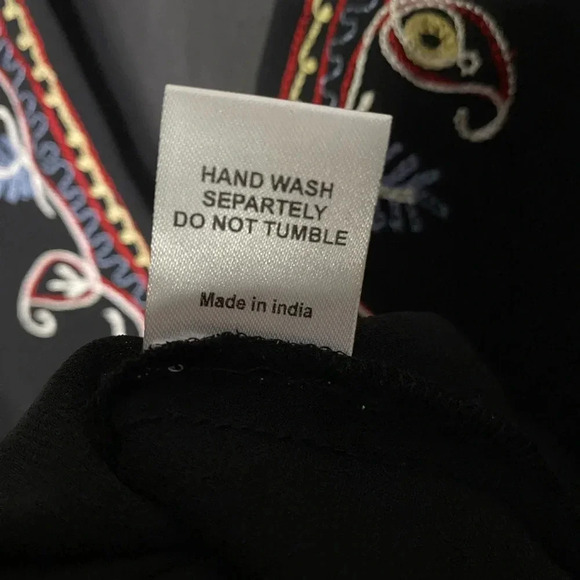 HAND WASH
SEPARTELY
DO NOT TUMBLE
Made in india